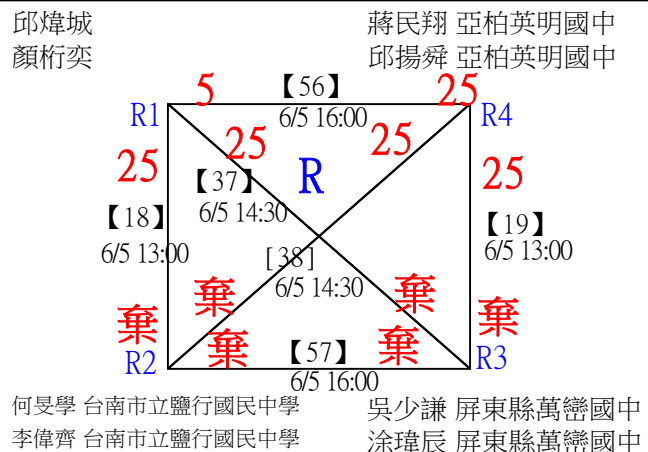 邱煒城
顏桁奕
蔣民翔 亞柏英明國中
邱揚舜 亞柏英明國中
5
【56】
25
R1
6/5 16:00
R4
25
25
25
【37】
R
25
6/5 14:30
【18】
6/5 13:00
【19】
6/5 13:00
[38]
6/5 14:30
棄
棄
棄
棄
棄
棄
【57】
R2
R3
6/5 16:00
何旻學 台南市立鹽行國民中學
李偉齊 台南市立鹽行國民中學
吳少謙 屏東縣萬巒國中
涂瑋辰 屏東縣萬巒國中